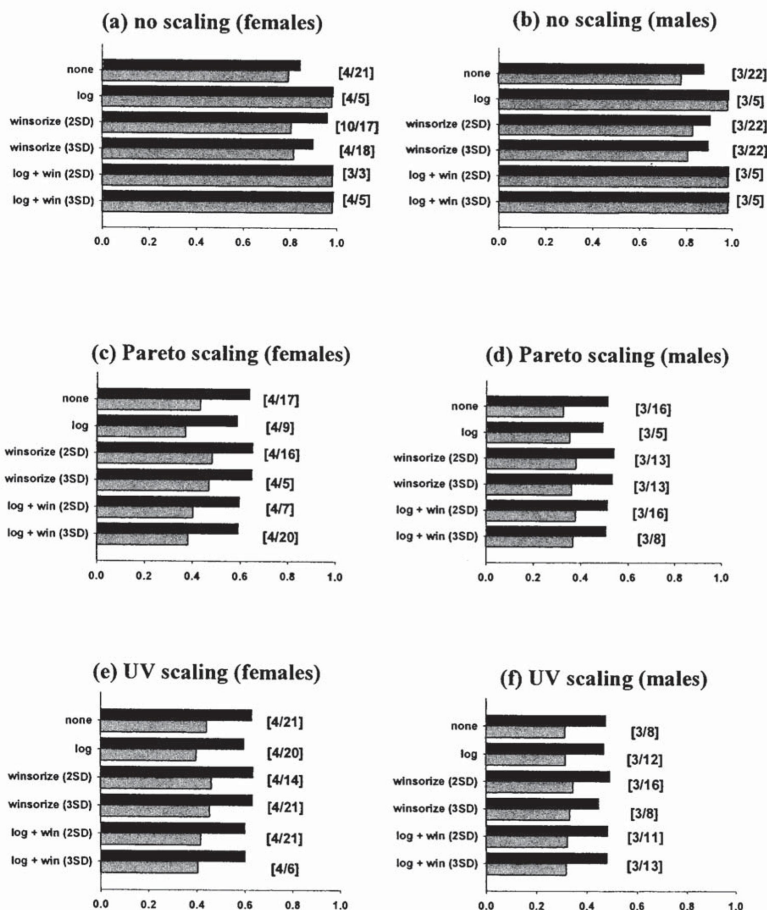 (a) no scaling (females)
none [4/21]
log [4/5]
winsorize (2SD) [10/17]
winsorize (3SD) [4/18]
log + win (2SD) [3/3]
log + win (3SD) [4/5]
0.0 0.2 0.4 0.6 0.8 1.0
(b) no scaling (males)
none [3/22]
log [3/5]
winsorize (2SD) [3/22]
winsorize (3SD) [3/22]
log + win (2SD) [3/5]
log + win (3SD) [3/5]
0.0 0.2 0.4 0.6 0.8 1.0
(c) Pareto scaling (females)
none [4/17]
log [4/9]
winsorize (2SD) [4/16]
winsorize (3SD) [4/5]
log + win (2SD) [4/7]
log + win (3SD) [4/20]
0.0 0.2 0.4 0.6 0.8 1.0
(d) Pareto scaling (males)
none [3/16]
log [3/5]
winsorize (2SD) [3/13]
winsorize (3SD) [3/13]
log + win (2SD) [3/16]
log + win (3SD) [3/8]
0.0 0.2 0.4 0.6 0.8 1.0
(e) UV scaling (females)
none [4/21]
log [4/20]
winsorize (2SD) [4/14]
winsorize (3SD) [4/21]
log + win (2SD) [4/21]
log + win (3SD) [4/6]
0.0 0.2 0.4 0.6 0.8 1.0
(f) UV scaling (males)
none [3/8]
log [3/12]
winsorize (2SD) [3/16]
winsorize (3SD) [3/8]
log + win (2SD) [3/11]
log + win (3SD) [3/13]
0.0 0.2 0.4 0.6 0.8 1.0